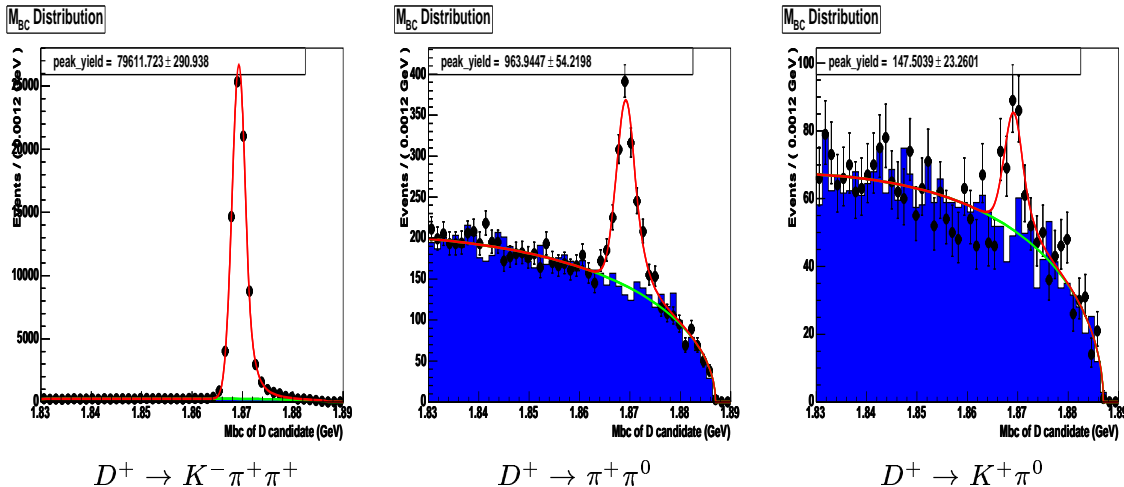 M_BC Distribution
peak_yield = 79611.723 ± 290.938
Events / ( 0.0012 GeV )
25000
20000
15000
10000
5000
0
1.83 1.84 1.85 1.86 1.87 1.88 1.89
Mbc of D candidate (GeV)
D⁺ → K⁻π⁺π⁺
M_BC Distribution
peak_yield = 963.9447 ± 54.2198
Events / ( 0.0012 GeV )
400
350
300
250
200
150
100
50
0
1.83 1.84 1.85 1.86 1.87 1.88 1.89
Mbc of D candidate (GeV)
D⁺ → π⁺π⁰
M_BC Distribution
peak_yield = 147.5039 ± 23.2601
Events / ( 0.0012 GeV )
100
80
60
40
20
0
1.83 1.84 1.85 1.86 1.87 1.88 1.89
Mbc of D candidate (GeV)
D⁺ → K⁺π⁰